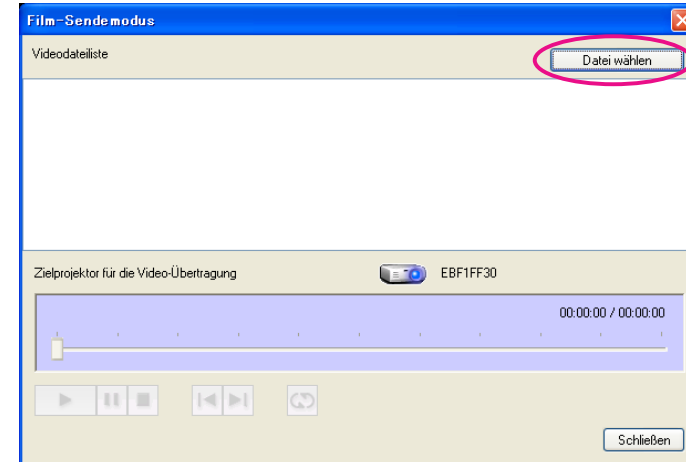 Film-Sendemodus
Videodateiliste
Datei wählen
Zielprojektor für die Video-Übertragung
EBF1FF30
00:00:00 / 00:00:00
Schließen